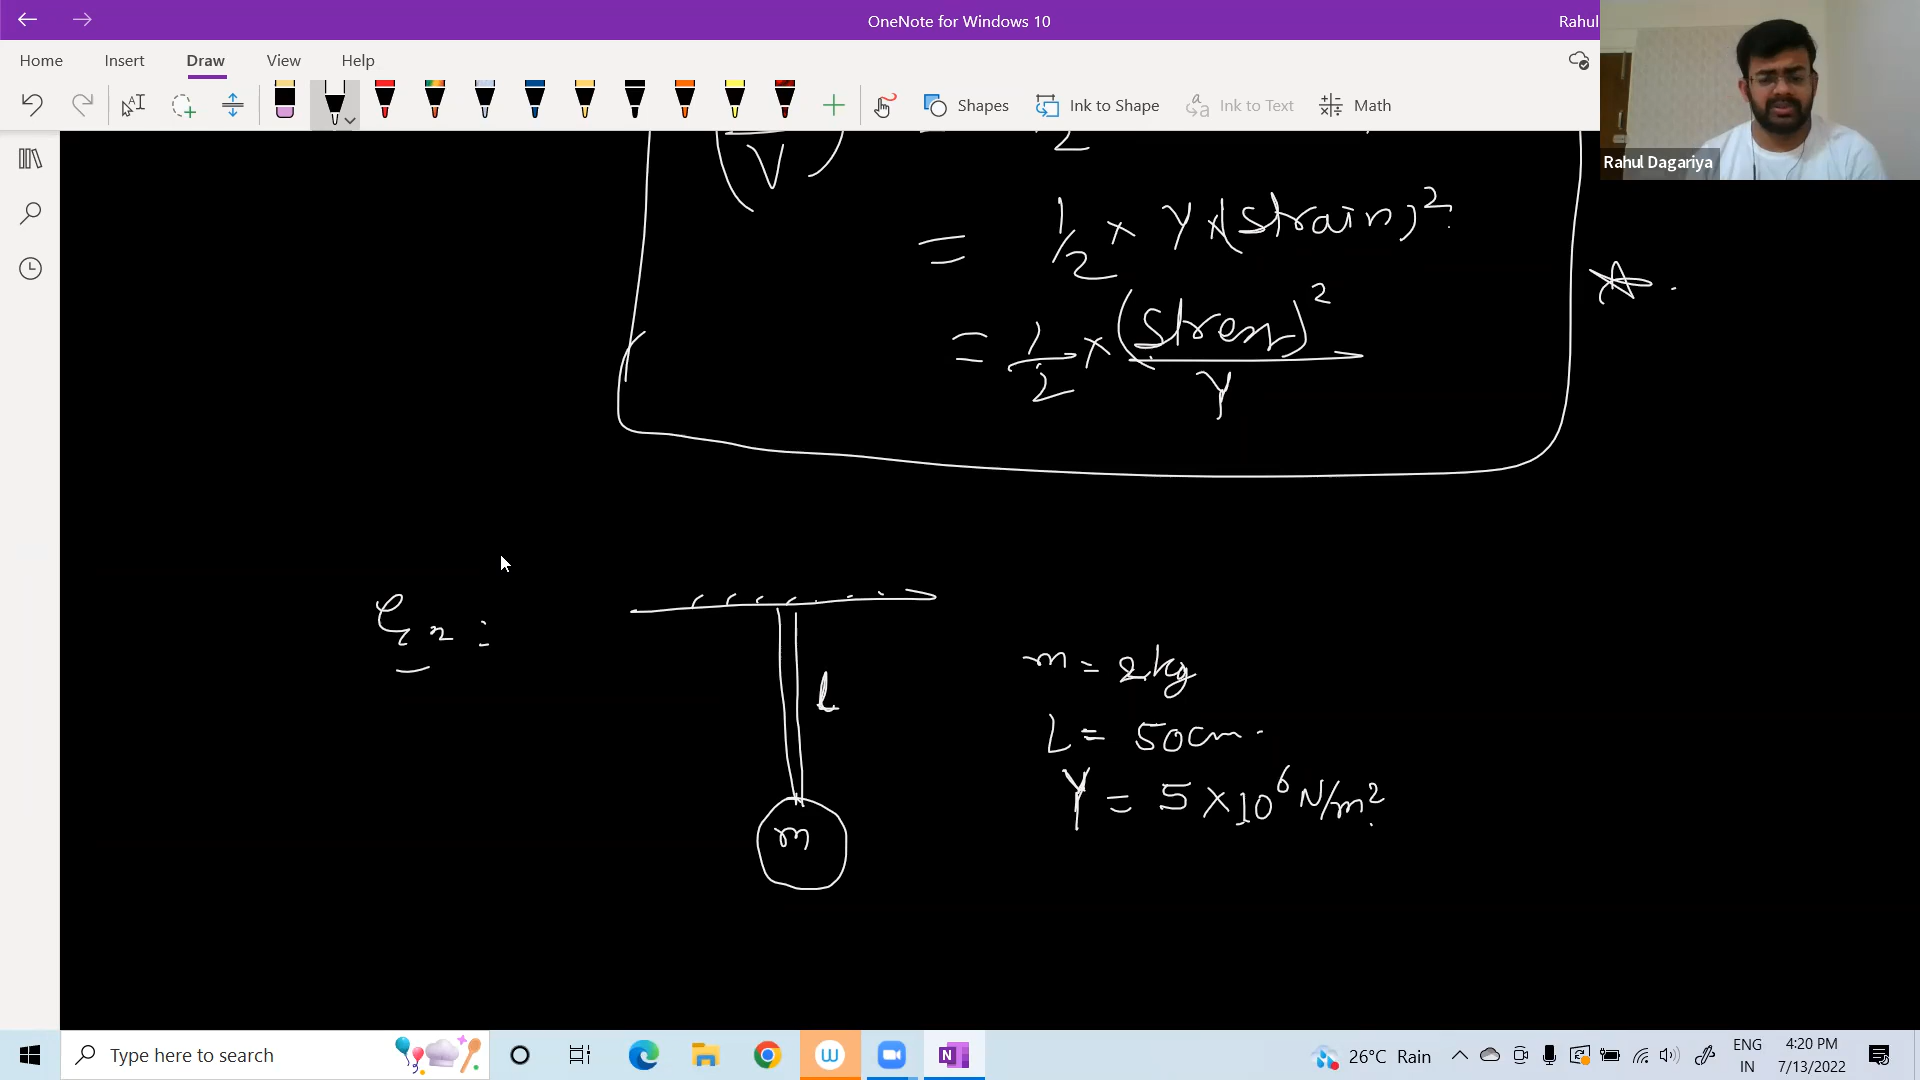 OneNote for Windows 10
Rahul
Home Insert Draw View Help
Shapes Ink to Shape Ink to Text Math
Rahul Dagariya
V
2
= 1/2 × Y × (strain)²
= 1/2 × (stress)²
Y
Ex :
l
m
m = 2kg
L = 50cm.
Y = 5 × 10⁶ N/m²
Type here to search
26°C Rain
ENG
IN
4:20 PM
7/13/2022